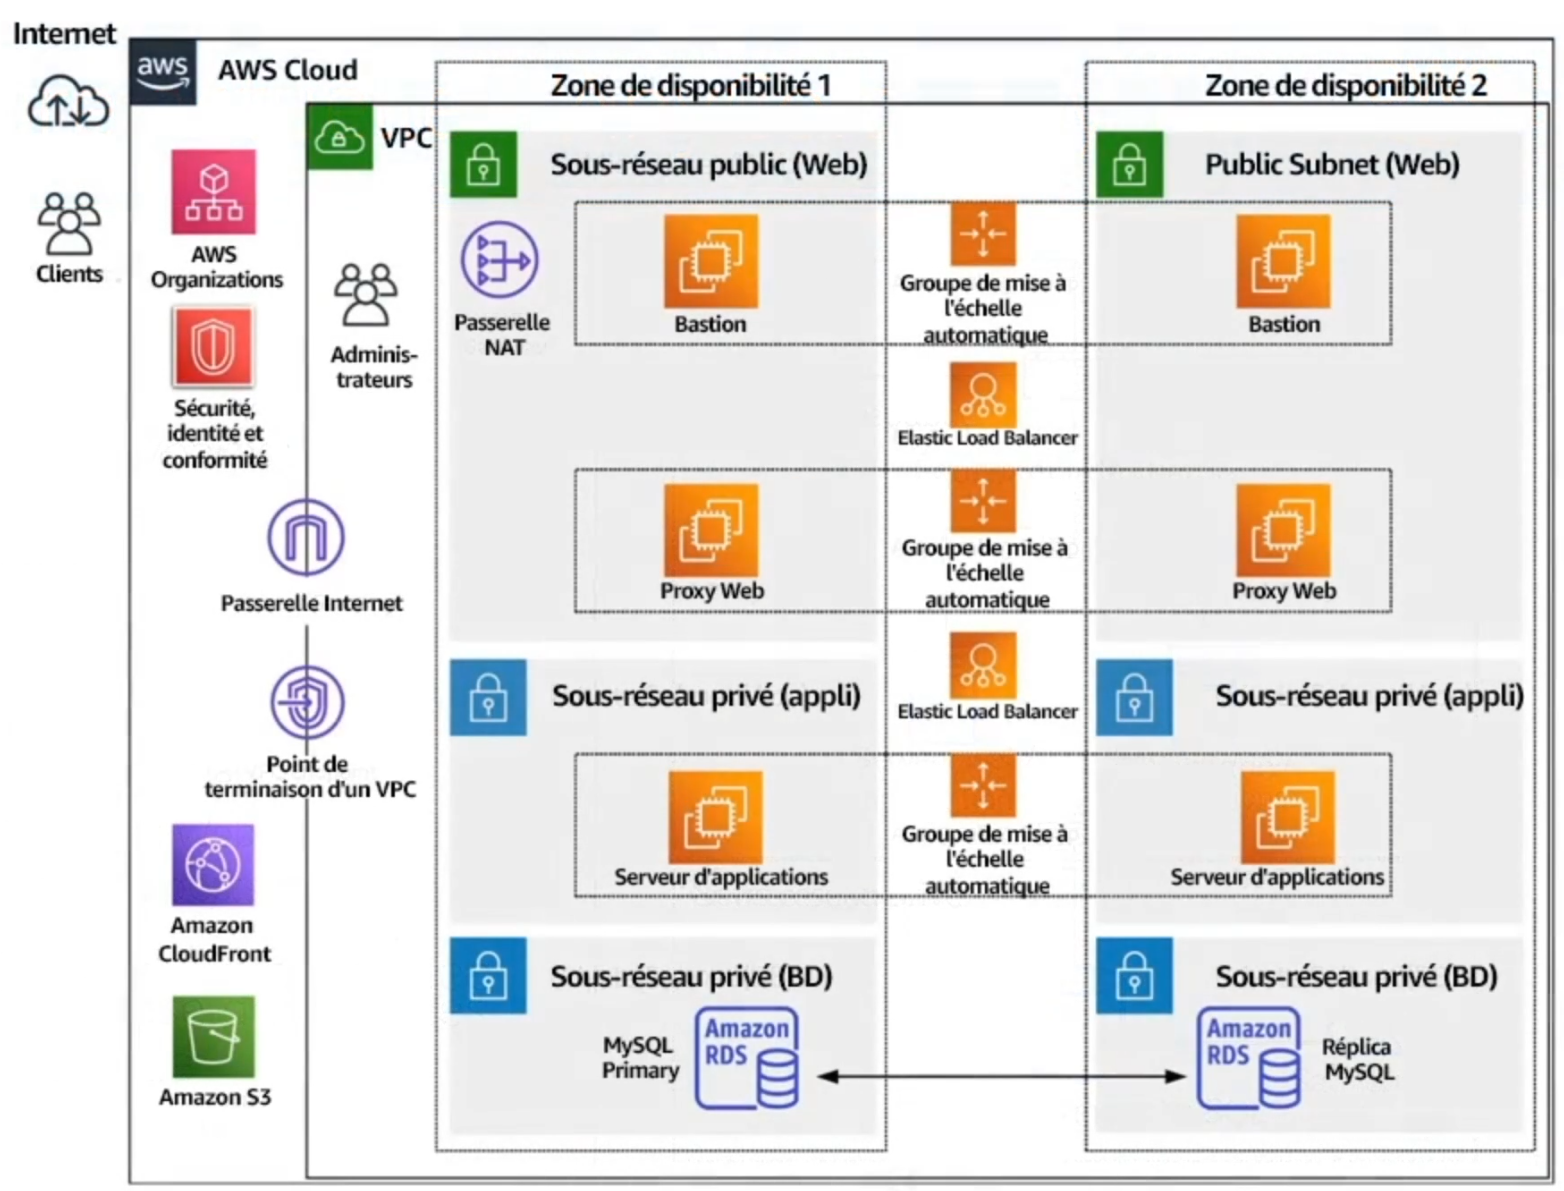 Internet
aws
AWS Cloud
Zone de disponibilité 1
Zone de disponibilité 2
VPC
Sous-réseau public (Web)
Public Subnet (Web)
Clients
AWS
Organizations
Adminis-
trateurs
Passerelle
NAT
Bastion
Groupe de mise à
l'échelle
automatique
Bastion
Sécurité,
identité et
conformité
Elastic Load Balancer
Passerelle Internet
Proxy Web
Groupe de mise à
l'échelle
automatique
Proxy Web
Sous-réseau privé (appli)
Elastic Load Balancer
Sous-réseau privé (appli)
Point de
terminaison d'un VPC
Serveur d'applications
Groupe de mise à
l'échelle
automatique
Serveur d'applications
Amazon
CloudFront
Sous-réseau privé (BD)
Sous-réseau privé (BD)
MySQL
Primary
Amazon
RDS
Amazon
RDS
Réplica
MySQL
Amazon S3